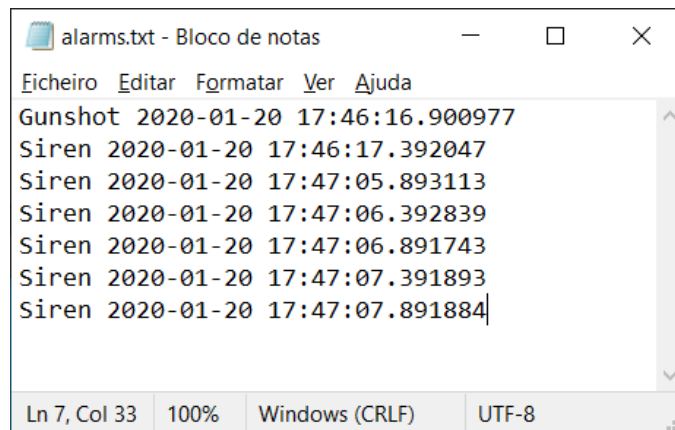 alarms.txt - Bloco de notas
Ficheiro Editar Formatar Ver Ajuda
Gunshot 2020-01-20 17:46:16.900977
Siren 2020-01-20 17:46:17.392047
Siren 2020-01-20 17:47:05.893113
Siren 2020-01-20 17:47:06.392839
Siren 2020-01-20 17:47:06.891743
Siren 2020-01-20 17:47:07.391893
Siren 2020-01-20 17:47:07.891884
Ln 7, Col 33 100% Windows (CRLF) UTF-8